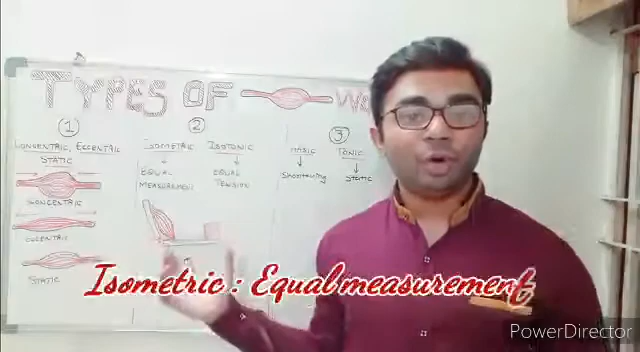 TYPES OF WO
1
2
3
CONCENTRIC, ECCENTRIC
STATIC
ISOMETRIC ISOTONIC
PHASIC TONIC
EQUAL MEASUREMENT
EQUAL TENSION
Shortening
STATIC
CONCENTRIC
ECCENTRIC
STATIC
Isometric : Equal measurement
PowerDirector